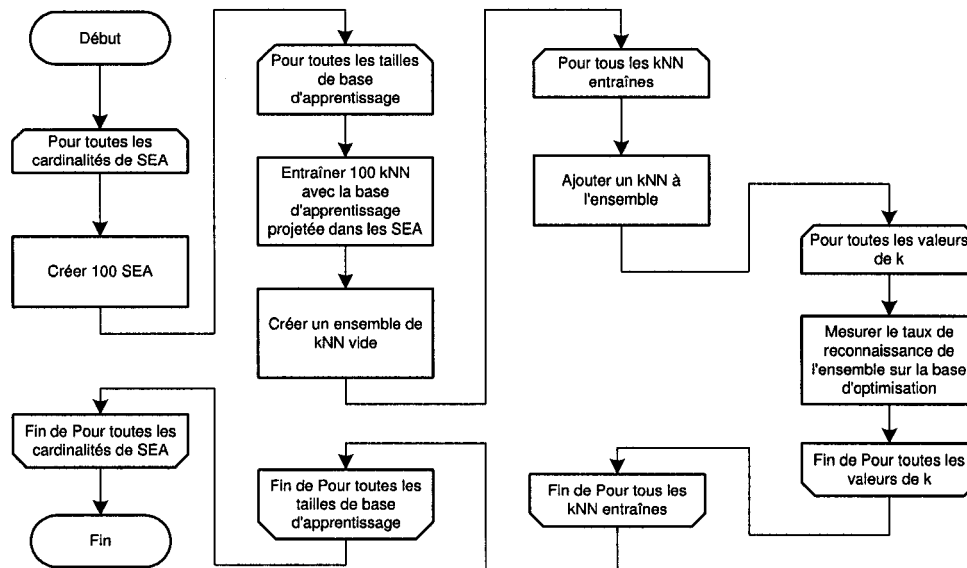 Début
Pour toutes les
cardinalités de SEA
Créer 100 SEA
Pour toutes les tailles
de base
d'apprentissage
Entraîner 100 kNN
avec la base
d'apprentissage
projetée dans les SEA
Créer un ensemble de
kNN vide
Pour tous les kNN
entraînes
Ajouter un kNN à
l'ensemble
Pour toutes les valeurs
de k
Mesurer le taux de
reconnaissance de
l'ensemble sur la base
d'optimisation
Fin de Pour toutes les
valeurs de k
Fin de Pour tous les
kNN entraînes
Fin de Pour toutes les
tailles de base
d'apprentissage
Fin de Pour toutes les
cardinalités de SEA
Fin